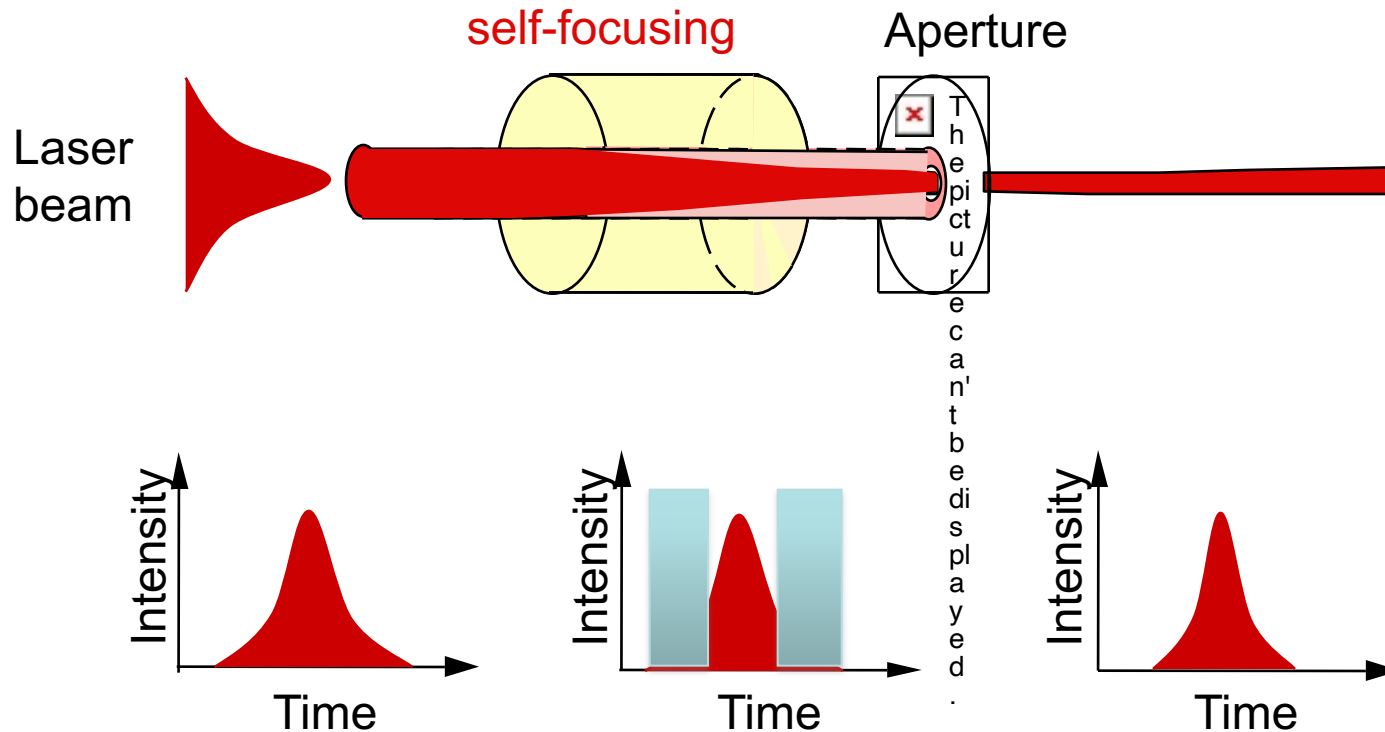 self-focusing
Aperture
Laser
beam
T
h
e
pi
ct
u
r
e
c
a
n'
t
b
e
di
s
pl
a
y
e
d
.
Intensity
Time
Intensity
Time
Intensity
Time